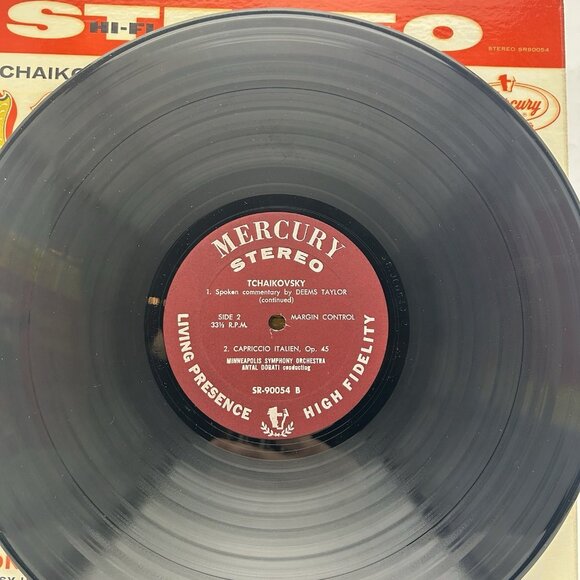 STEREO
HI-FI
STEREO SR90054
CHAIKO
Mercury
MERCURY
STEREO
TCHAIKOVSKY
1. Spoken commentary by DEEMS TAYLOR
(continued)
SIDE 2
33⅓ R.P.M.
MARGIN CONTROL
2. CAPRICCIO ITALIEN, Op. 45
MINNEAPOLIS SYMPHONY ORCHESTRA
ANTAL DORATI conducting
SR-90054 B
LIVING PRESENCE
HIGH FIDELITY